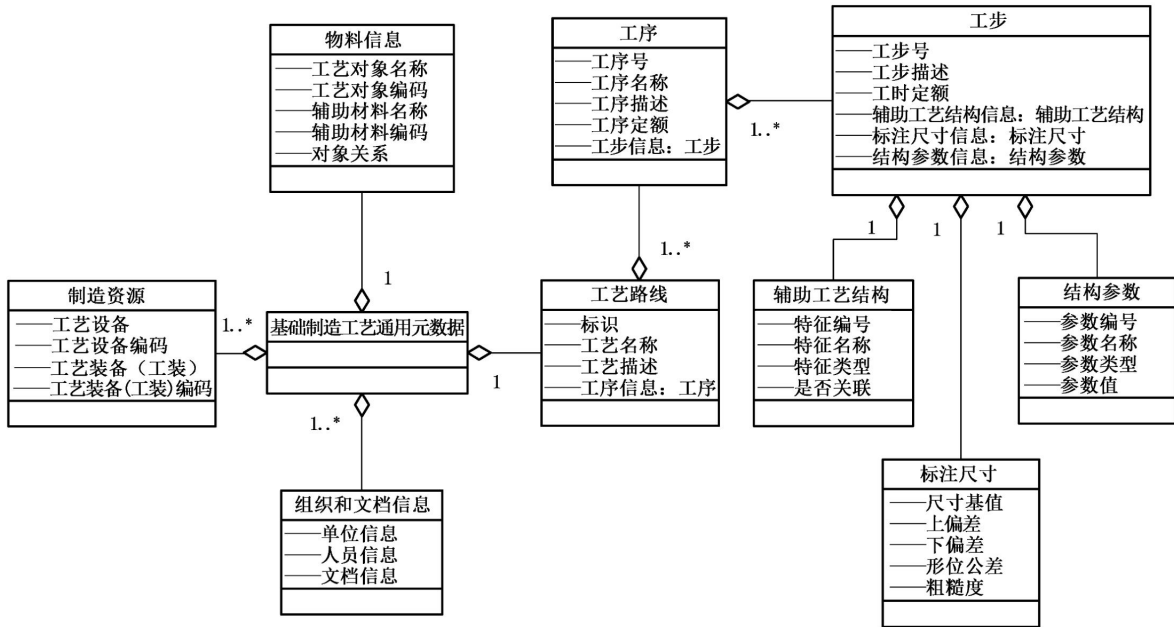 物料信息
——工艺对象名称
——工艺对象编码
——辅助材料名称
——辅助材料编码
——对象关系
工序
——工序号
——工序名称
——工序描述
——工序定额
——工步信息：工步
工步
——工步号
——工步描述
——工时定额
——辅助工艺结构信息：辅助工艺结构
——标注尺寸信息：标注尺寸
——结构参数信息：结构参数
1..*
1
1
1
1
1..*
制造资源
——工艺设备
——工艺设备编码
——工艺装备（工装）
——工艺装备(工装)编码
1..*
基础制造工艺通用元数据
1
工艺路线
——标识
——工艺名称
——工艺描述
——工序信息：工序
辅助工艺结构
——特征编号
——特征名称
——特征类型
——是否关联
结构参数
——参数编号
——参数名称
——参数类型
——参数值
1..*
组织和文档信息
——单位信息
——人员信息
——文档信息
标注尺寸
——尺寸基值
——上偏差
——下偏差
——形位公差
——粗糙度